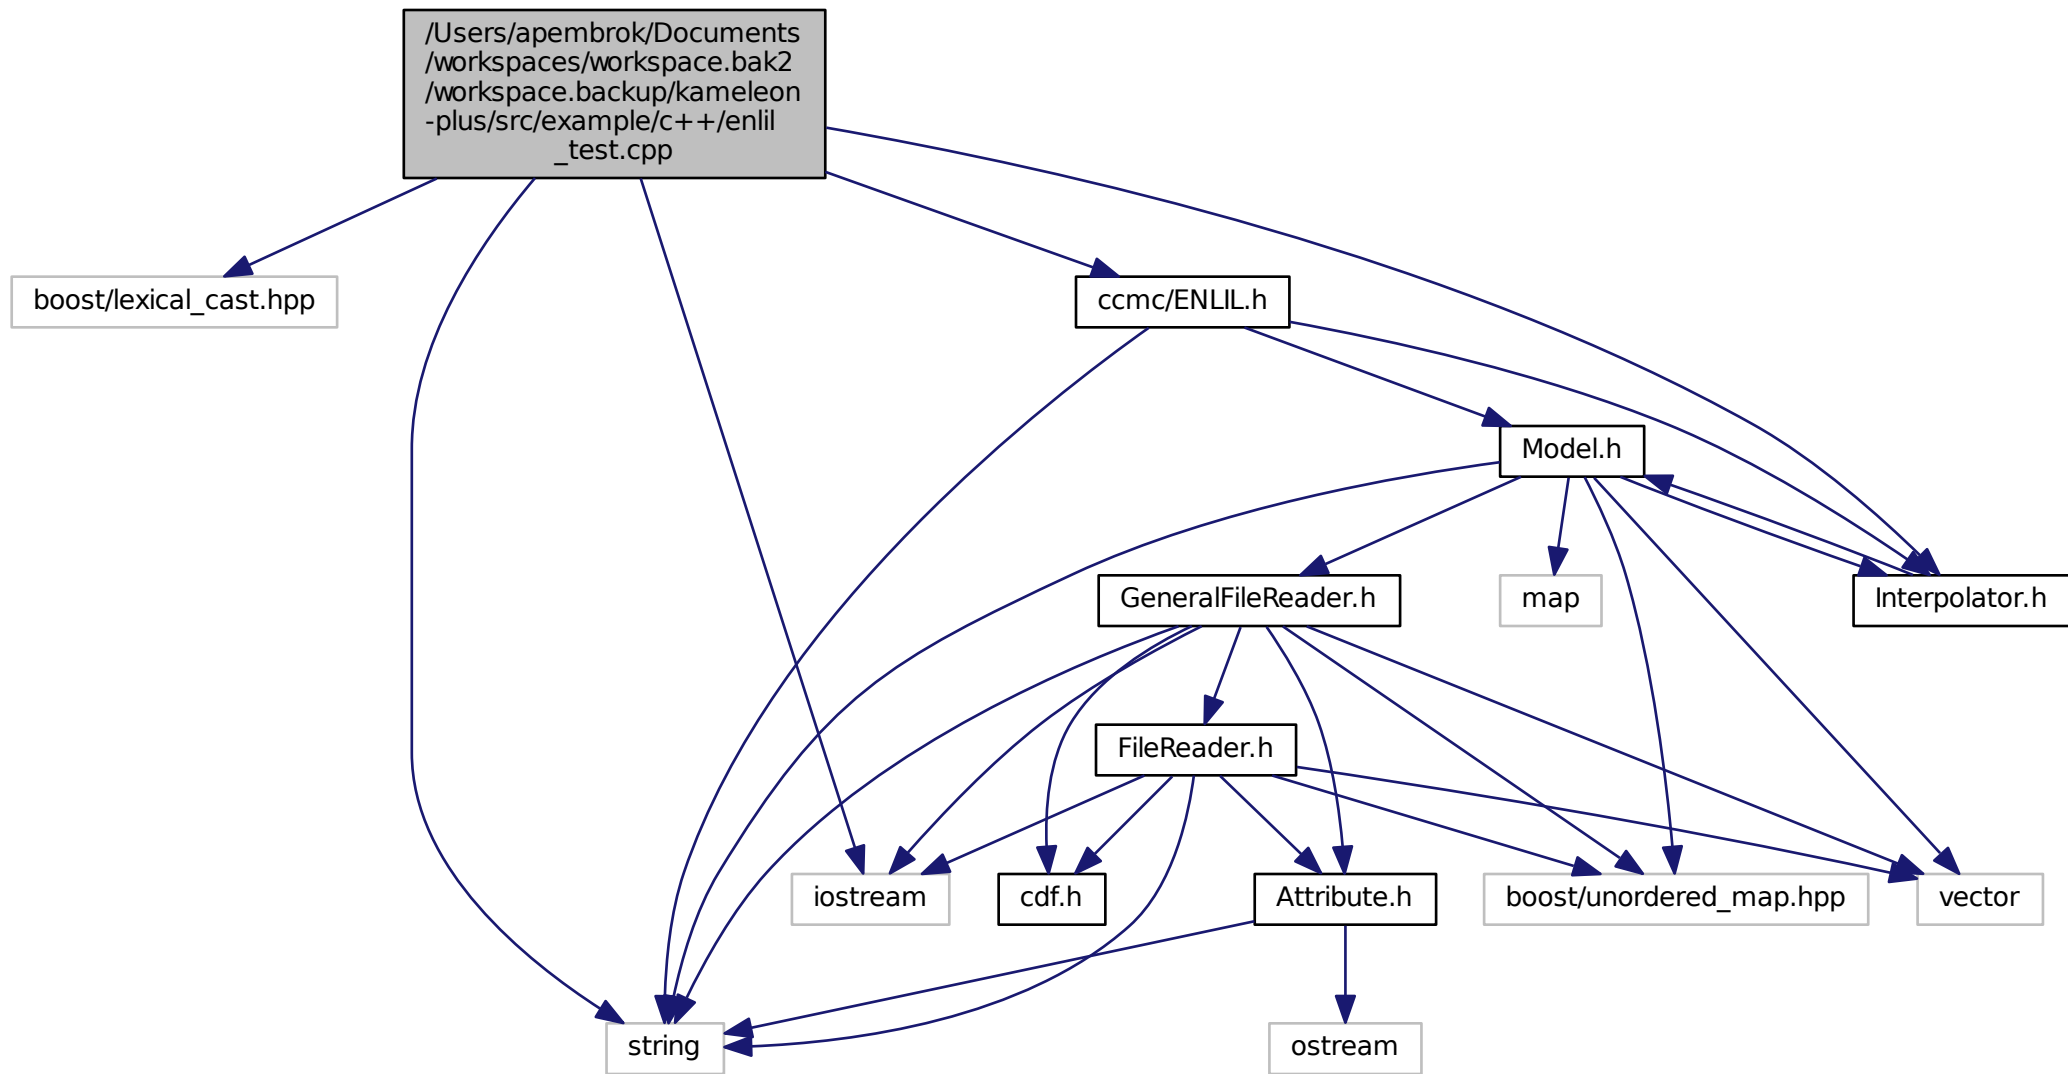 /Users/apembrok/Documents
/workspaces/workspace.bak2
/workspace.backup/kameleon
-plus/src/example/c++/enlil
_test.cpp
boost/lexical_cast.hpp
ccmc/ENLIL.h
Model.h
GeneralFileReader.h
map
Interpolator.h
FileReader.h
iostream
cdf.h
Attribute.h
boost/unordered_map.hpp
vector
string
ostream